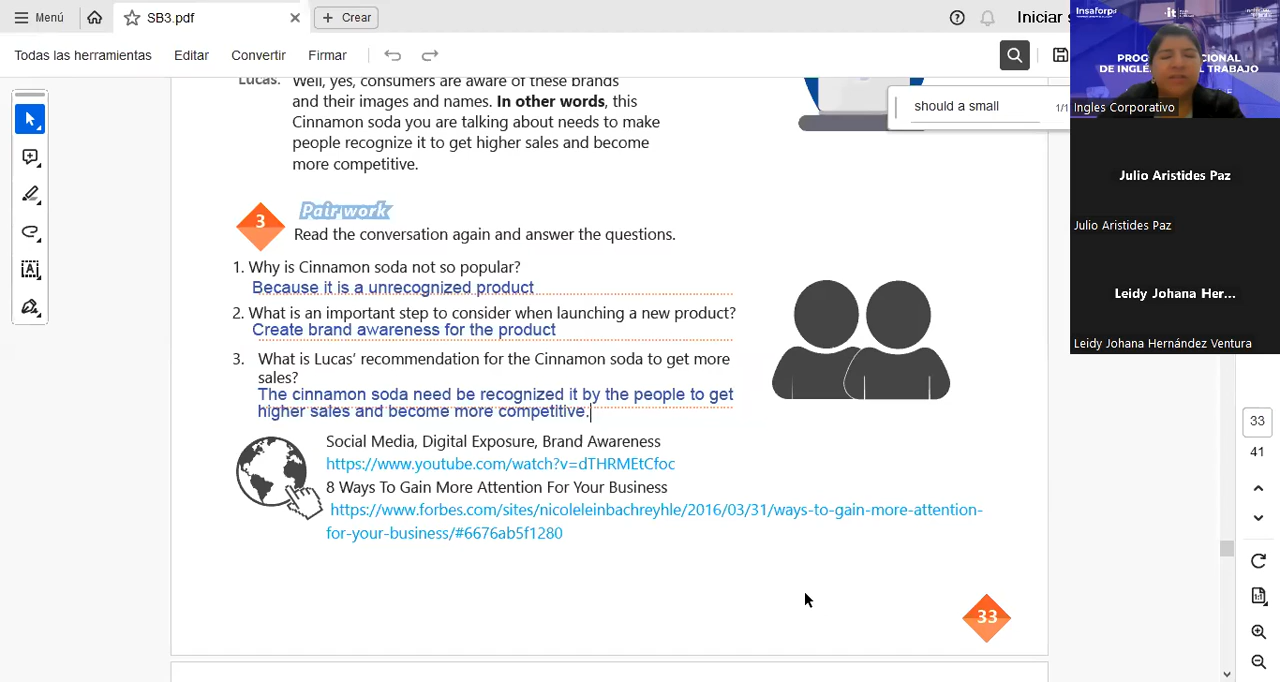 Menú
SB3.pdf
Crear
Iniciar
Todas las herramientas
Editar
Convertir
Firmar
Insaforp
it
PROG
CIONAL
DE INGLÉ
TRABAJO
Ingles Corporativo
should a small
1/1
Julio Aristides Paz
Julio Aristides Paz
Leidy Johana Her...
Leidy Johana Hernández Ventura
Lucas: Well, yes, consumers are aware of these brands
and their images and names. In other words, this
Cinnamon soda you are talking about needs to make
people recognize it to get higher sales and become
more competitive.
3
Pair work
Read the conversation again and answer the questions.
1. Why is Cinnamon soda not so popular?
Because it is a unrecognized product
2. What is an important step to consider when launching a new product?
Create brand awareness for the product
3. What is Lucas' recommendation for the Cinnamon soda to get more
sales?
The cinnamon soda need be recognized it by the people to get
higher sales and become more competitive.
Social Media, Digital Exposure, Brand Awareness
https://www.youtube.com/watch?v=dTHRMEtCfoc
8 Ways To Gain More Attention For Your Business
https://www.forbes.com/sites/nicoleleinbachreyhle/2016/03/31/ways-to-gain-more-attention-
for-your-business/#6676ab5f1280
33
33
41